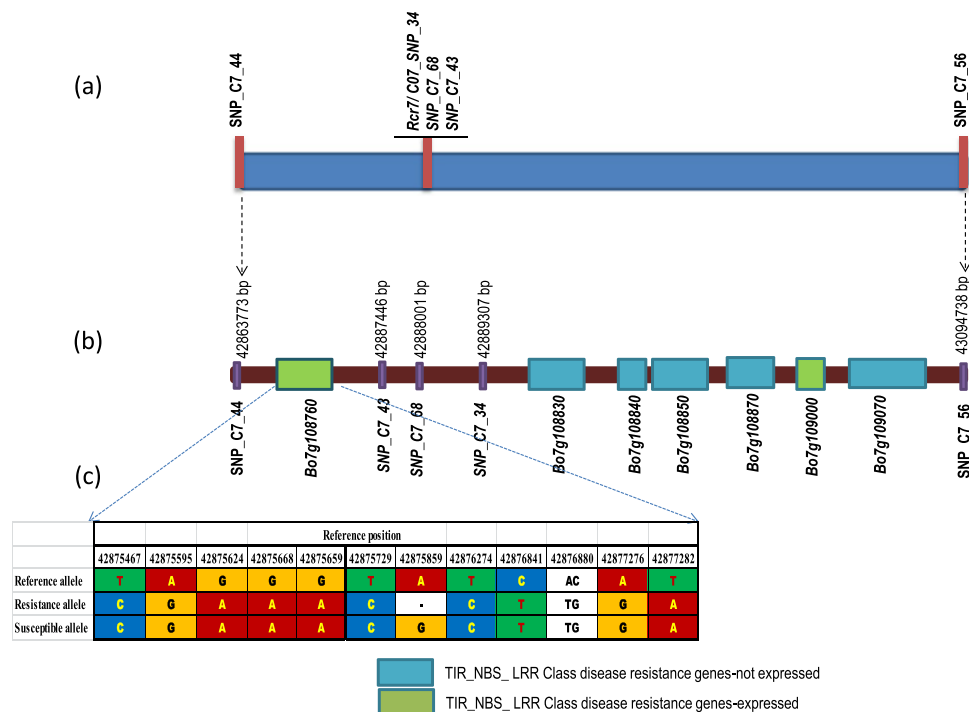 (a)
SNP_C7_44
Rcr7/ C07_SNP_34
SNP_C7_68
SNP_C7_43
SNP_C7_56
(b)
42863773 bp
42887446 bp
42888001 bp
42889307 bp
43094738 bp
SNP_C7_44
Bo7g108760
SNP_C7_43
SNP_C7_68
SNP_C7_34
Bo7g108830
Bo7g108840
Bo7g108850
Bo7g108870
Bo7g109000
Bo7g109070
SNP_C7_56
(c)
Reference position
42875467 42875595 42875624 42875668 42875659 42875729 42875859 42876274 42876841 42876880 42877276 42877282
Reference allele T A G G G T A T C AC A T
Resistance allele C G A A A C - C T TG G A
Susceptible allele C G A A A C G C T TG G A
TIR_NBS_ LRR Class disease resistance genes-not expressed
TIR_NBS_ LRR Class disease resistance genes-expressed